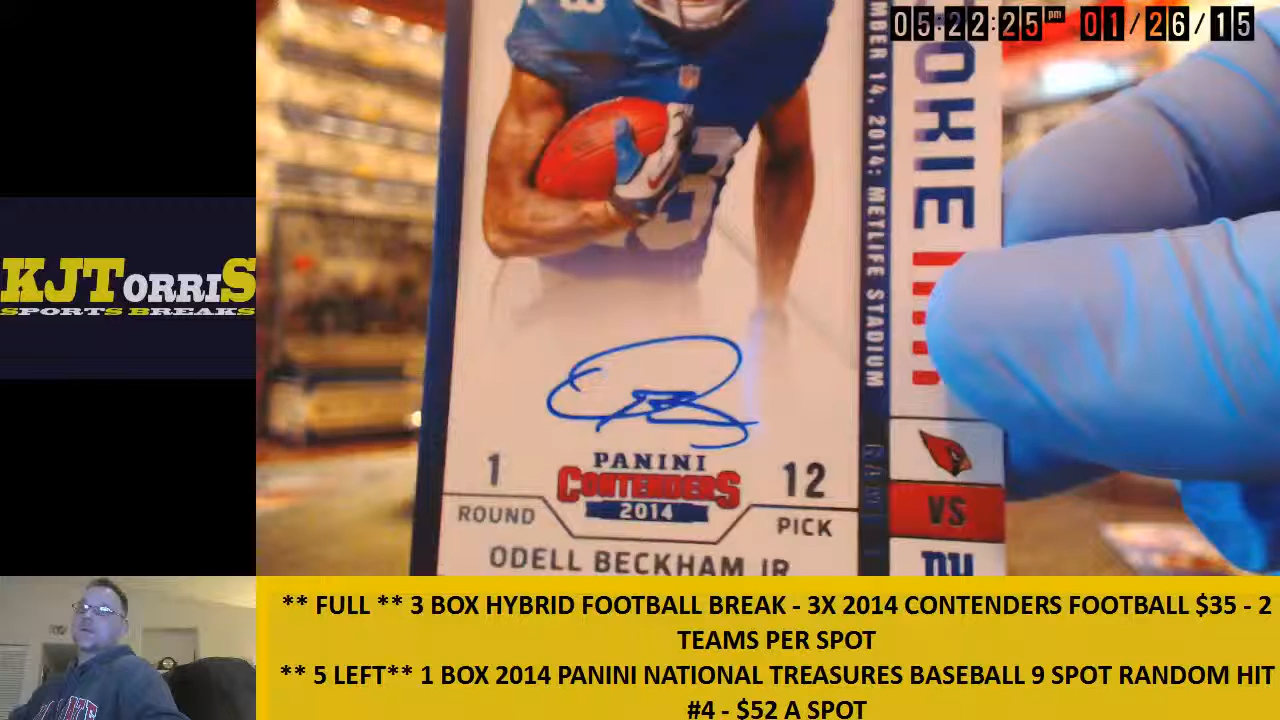 05:22:25 pm 01/26/15
KJTORRIS
SPORTS BREAKS
13
MBER 14, 2014: METLIFE STADIUM
OOKIE
1
ROUND
PANINI
CONTENDERS
2014
12
PICK
ODELL BECKHAM JR
VS
ny
** FULL ** 3 BOX HYBRID FOOTBALL BREAK - 3X 2014 CONTENDERS FOOTBALL $35 - 2
TEAMS PER SPOT
** 5 LEFT** 1 BOX 2014 PANINI NATIONAL TREASURES BASEBALL 9 SPOT RANDOM HIT
#4 - $52 A SPOT